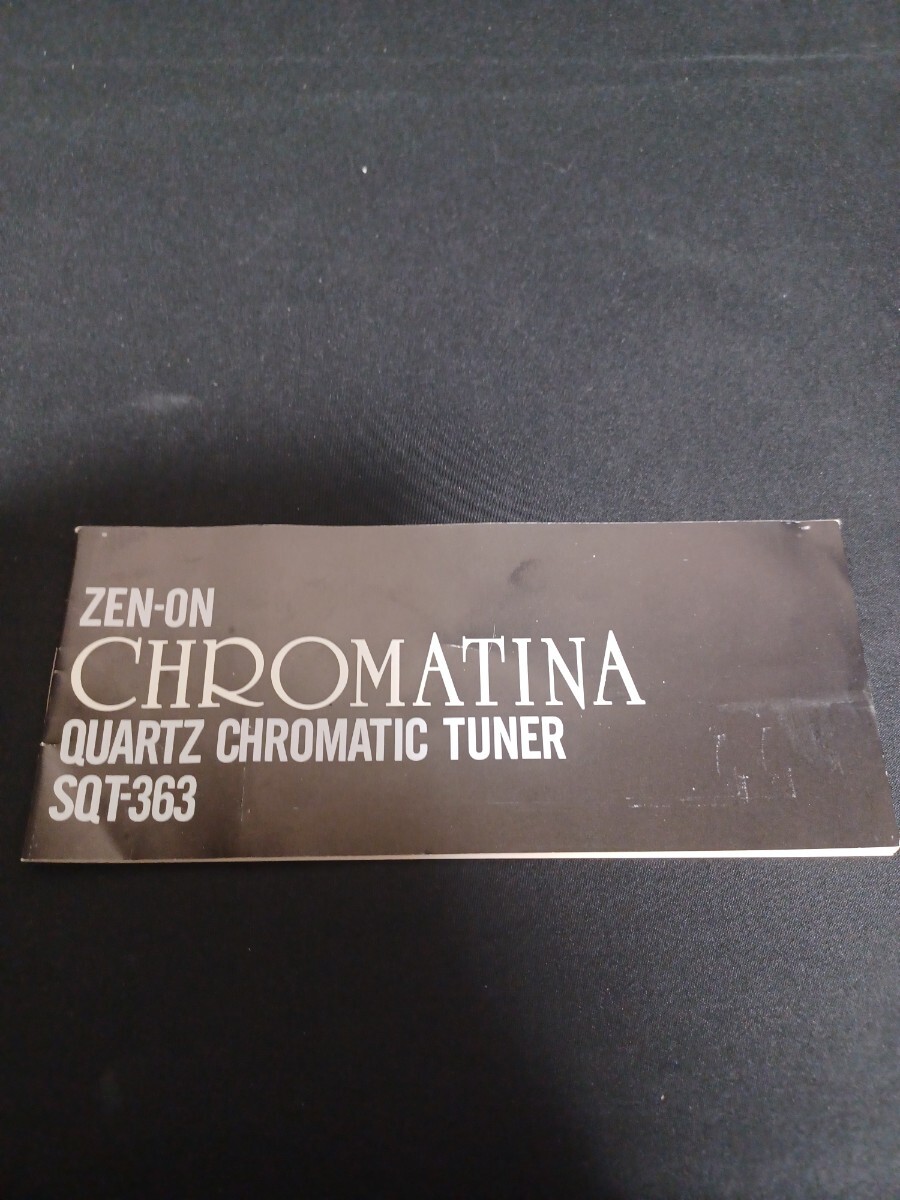 ZEN-ON
CHROMATINA
QUARTZ CHROMATIC TUNER
SQT-363